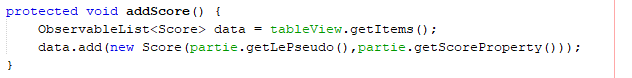 protected void addScore() {
    ObservableList<Score> data = tableView.getItems();
    data.add(new Score(partie.getLePseudo(),partie.getScoreProperty()));
}